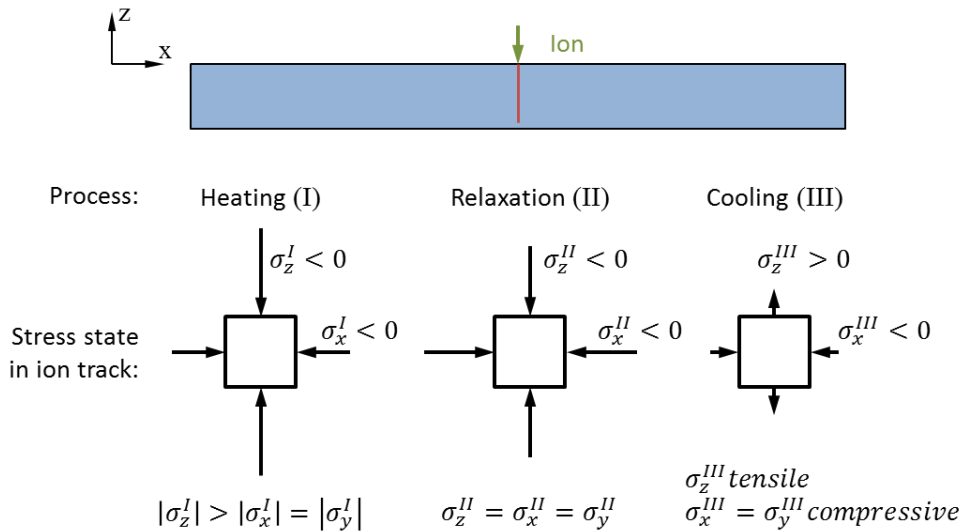 z
x
Ion
Process: Heating (I) Relaxation (II) Cooling (III)
σ_z^I < 0 σ_z^{II} < 0 σ_z^{III} > 0
Stress state
in ion track:
σ_x^I < 0 σ_x^{II} < 0 σ_x^{III} < 0
|σ_z^I| > |σ_x^I| = |σ_y^I| σ_z^{II} = σ_x^{II} = σ_y^{II}
σ_z^{III} tensile
σ_x^{III} = σ_y^{III} compressive